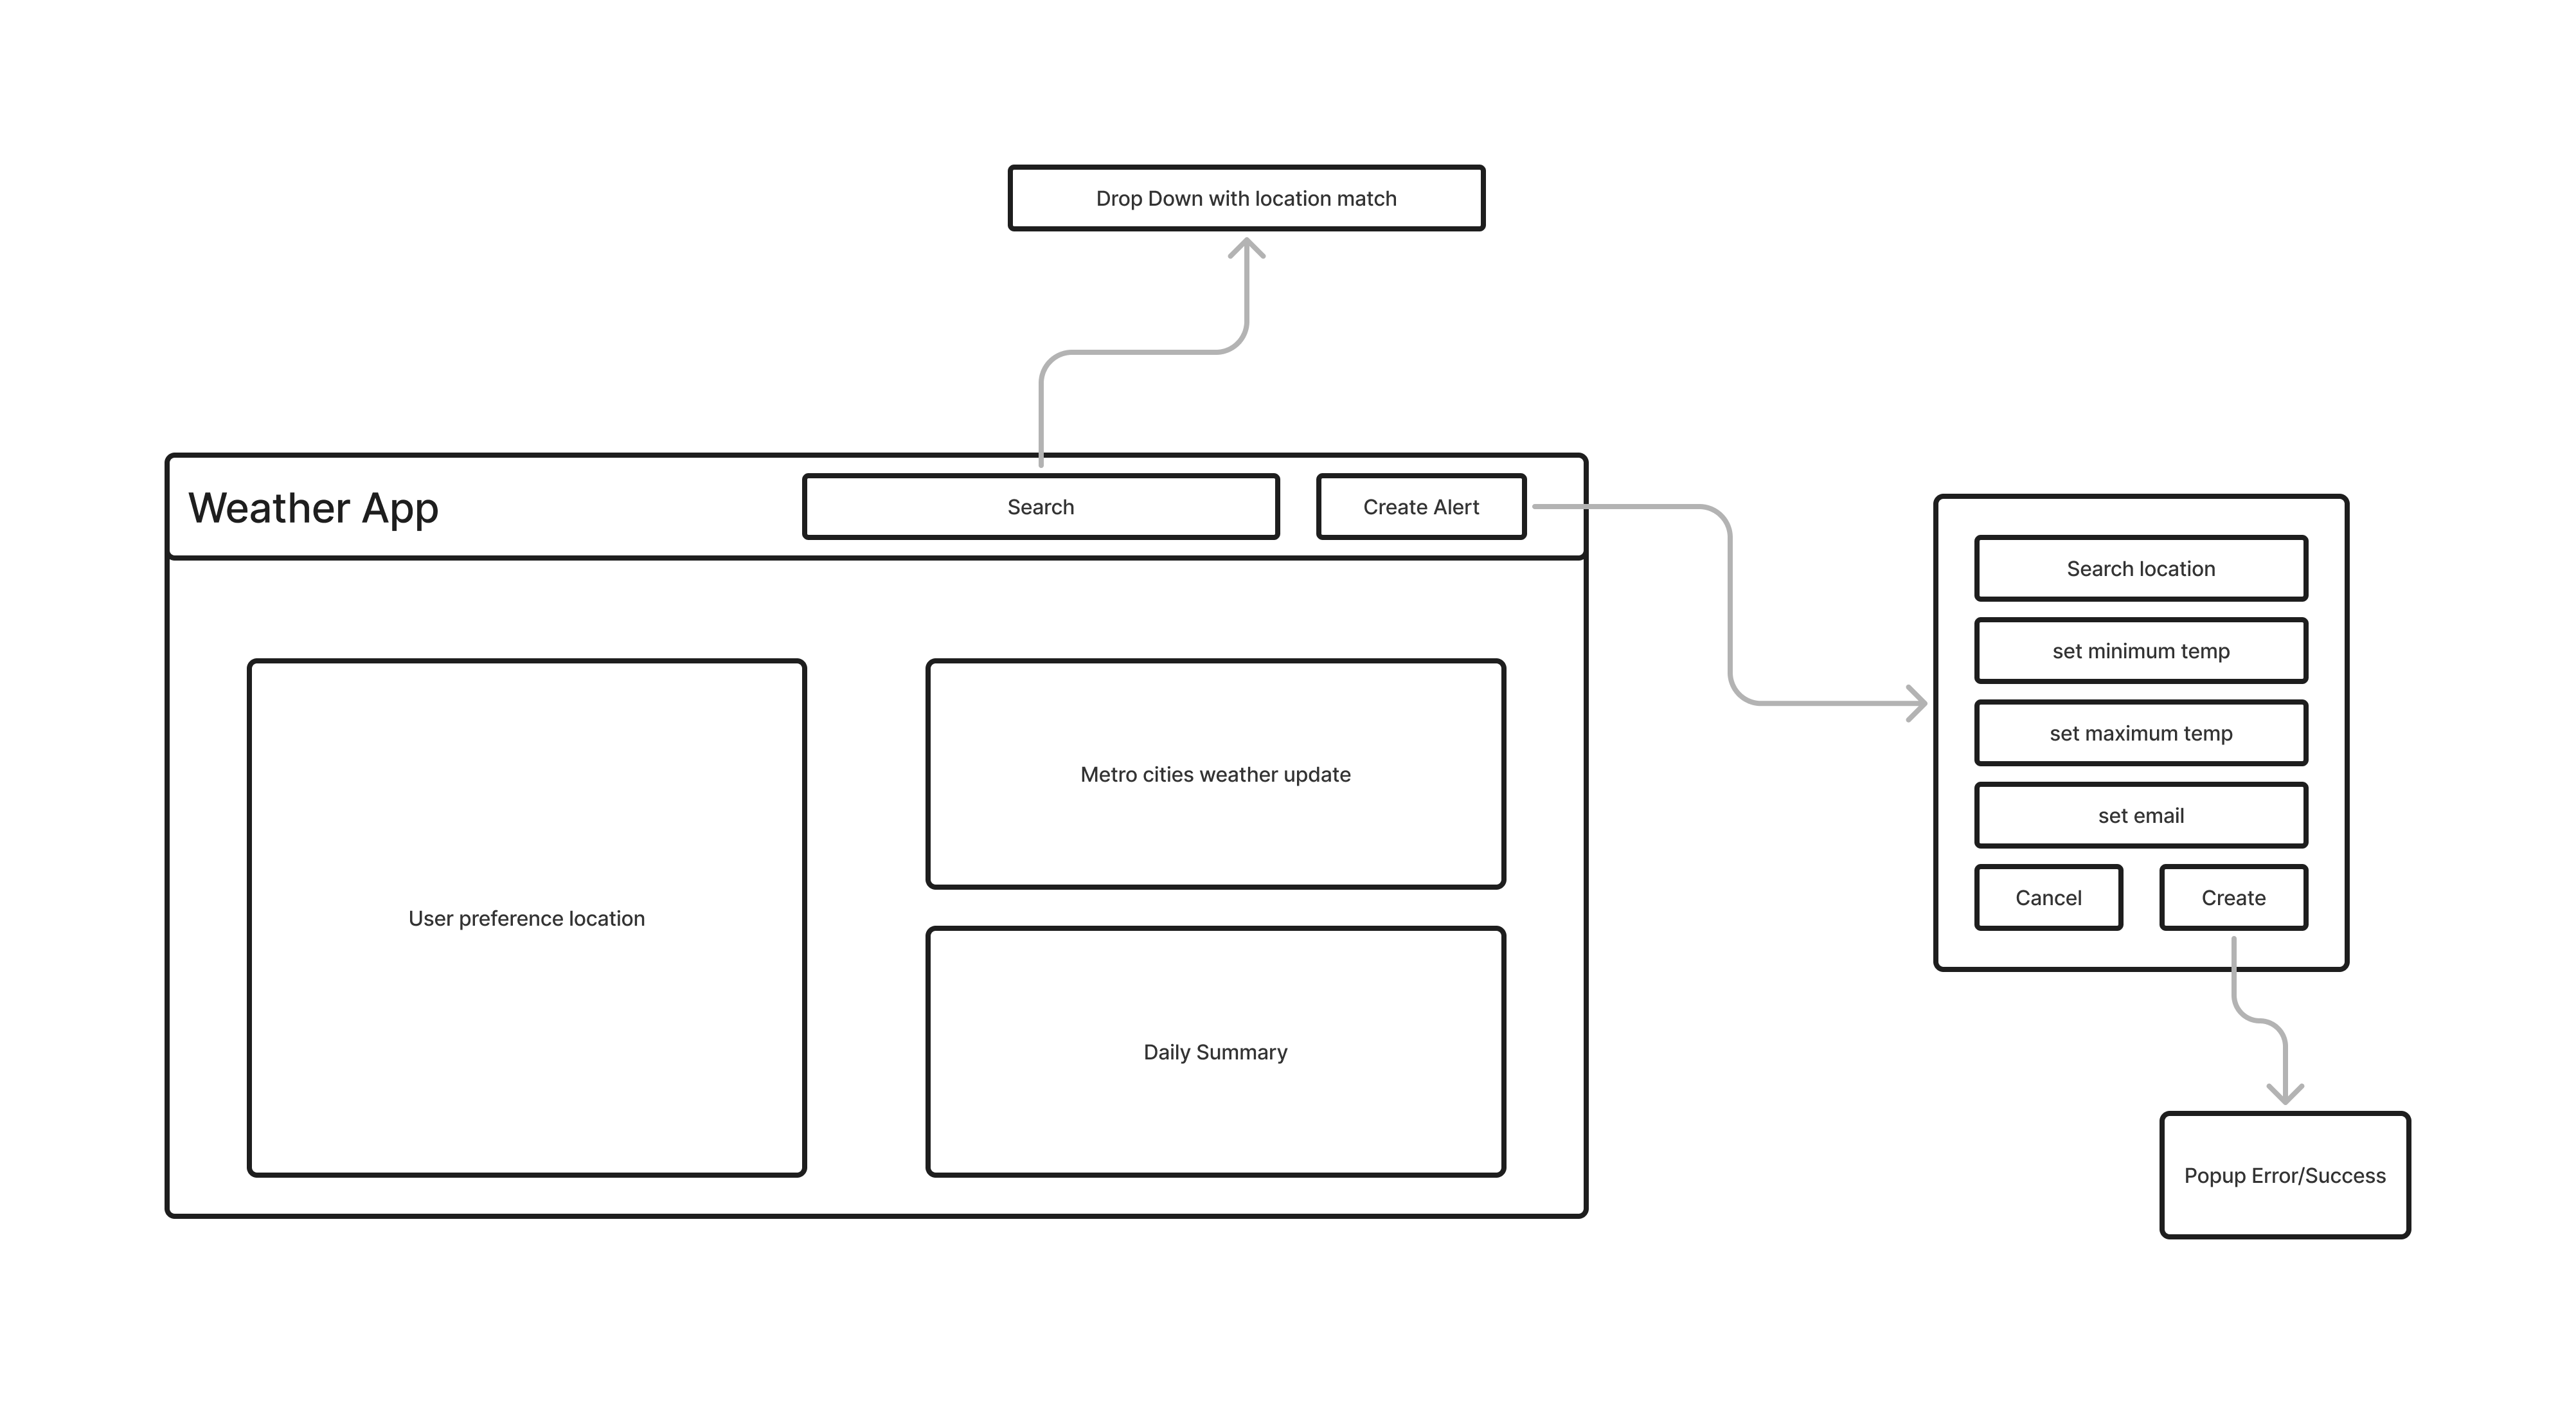 Drop Down with location match
Weather App
Search
Create Alert
User preference location
Metro cities weather update
Daily Summary
Search location
set minimum temp
set maximum temp
set email
Cancel
Create
Popup Error/Success